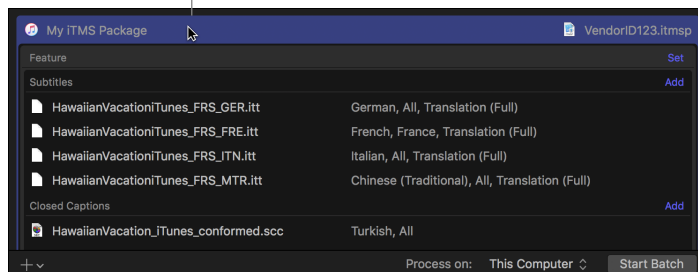 My iTMS Package VendorID123.itmsp
Feature Set
Subtitles Add
HawaiianVacationiTunes_FRS_GER.itt German, All, Translation (Full)
HawaiianVacationiTunes_FRS_FRE.itt French, France, Translation (Full)
HawaiianVacationiTunes_FRS_ITN.itt Italian, All, Translation (Full)
HawaiianVacationiTunes_FRS_MTR.itt Chinese (Traditional), All, Translation (Full)
Closed Captions Add
HawaiianVacation_iTunes_conformed.scc Turkish, All
Process on: This Computer Start Batch